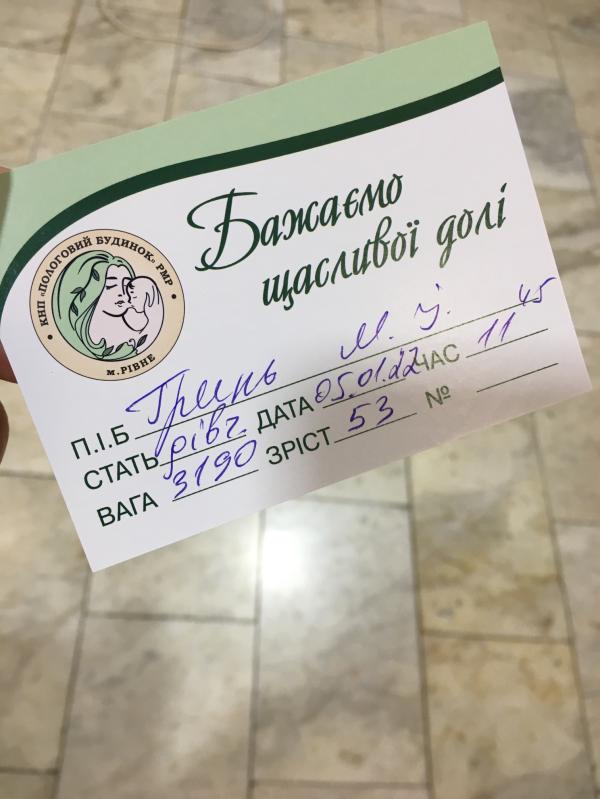 Бажаємо
щасливої долі
КНП «ПОЛОГОВИЙ БУДИНОК» РМР
м. РІВНЕ
П.І.Б Гринь М. І.
СТАТЬ дівч. ДАТА 05.01.22 ЧАС 11 45
ВАГА 3190 ЗРІСТ 53 №